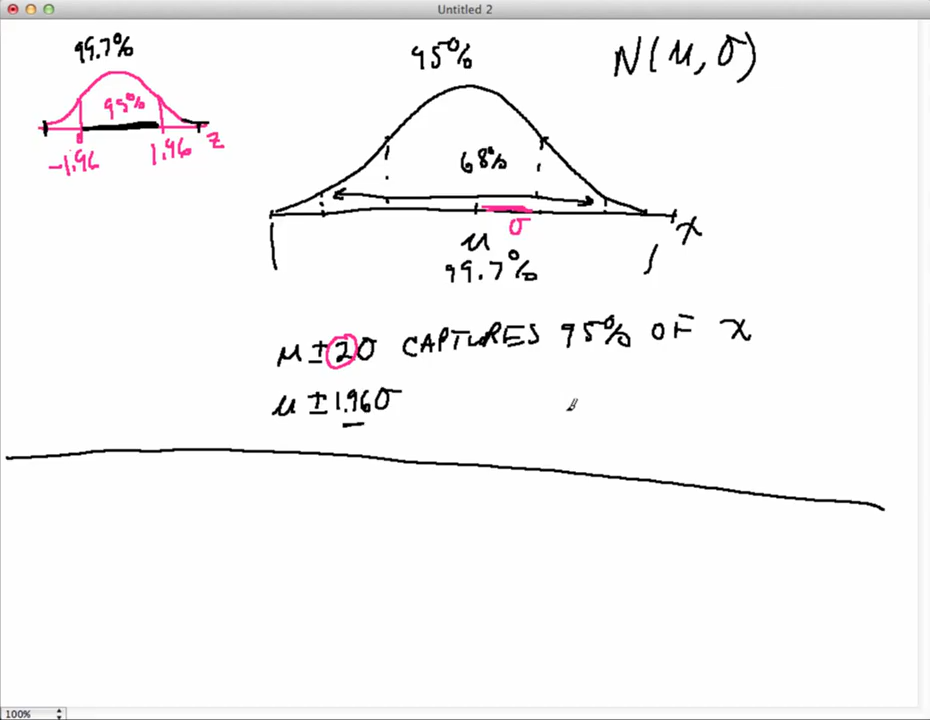 Untitled 2
99.7%
95%
N(μ, σ)
95%
-1.96
1.96
z
68%
σ
x
μ
99.7%
μ ± 2σ CAPTURES 95% OF x
μ ± 1.96σ
100%